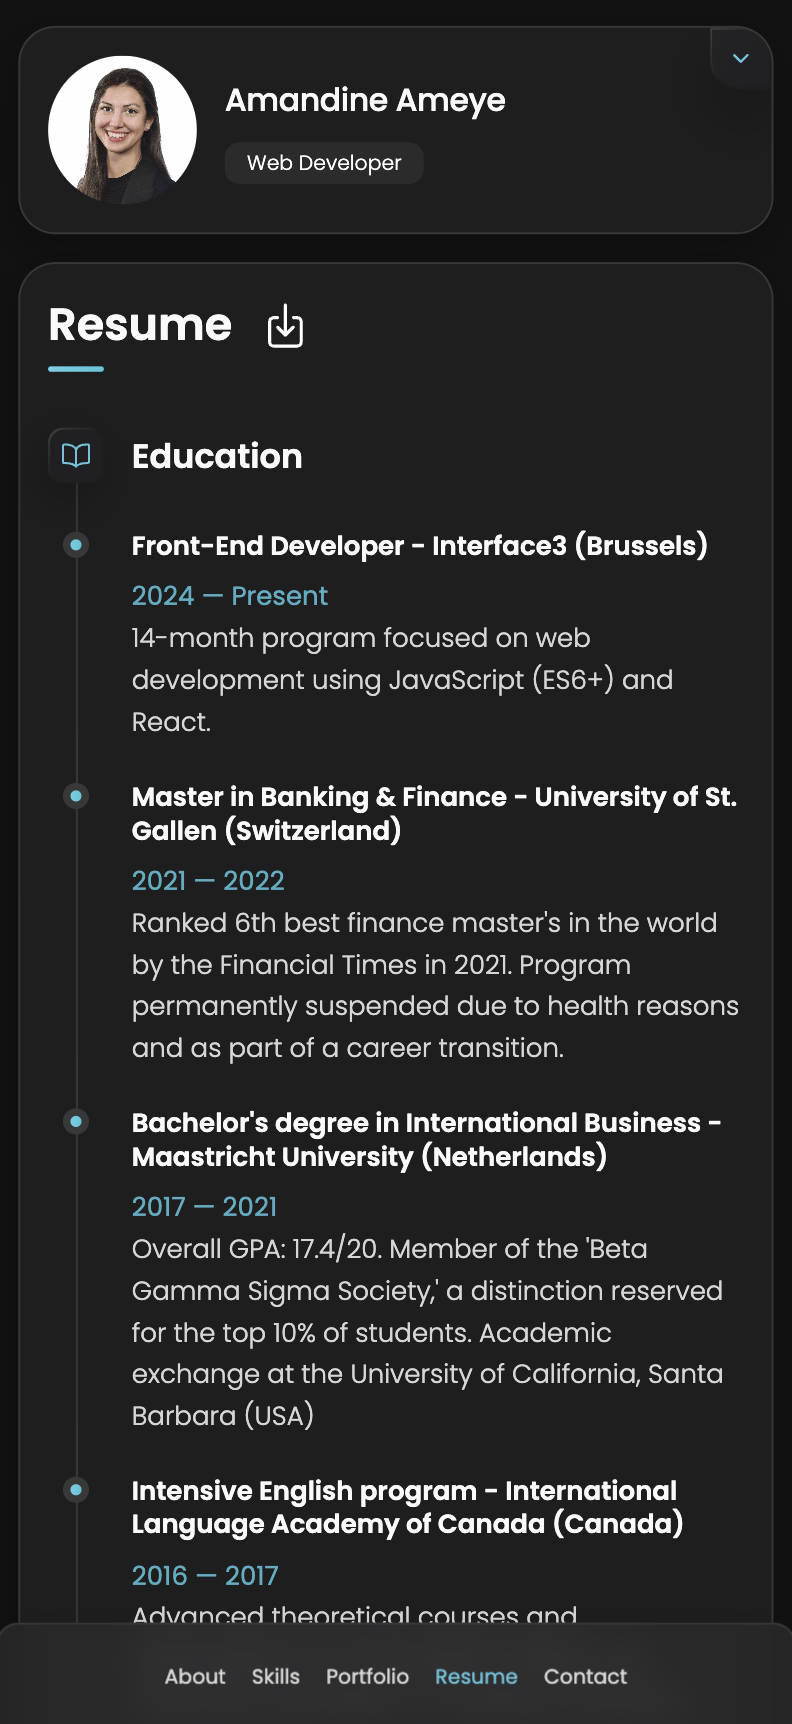 Amandine Ameye
Web Developer
Resume
Education
Front-End Developer - Interface3 (Brussels)
2024 — Present
14-month program focused on web
development using JavaScript (ES6+) and
React.
Master in Banking & Finance - University of St.
Gallen (Switzerland)
2021 — 2022
Ranked 6th best finance master's in the world
by the Financial Times in 2021. Program
permanently suspended due to health reasons
and as part of a career transition.
Bachelor's degree in International Business -
Maastricht University (Netherlands)
2017 — 2021
Overall GPA: 17.4/20. Member of the 'Beta
Gamma Sigma Society,' a distinction reserved
for the top 10% of students. Academic
exchange at the University of California, Santa
Barbara (USA)
Intensive English program - International
Language Academy of Canada (Canada)
2016 — 2017
Advanced theoretical courses and
About Skills Portfolio Resume Contact